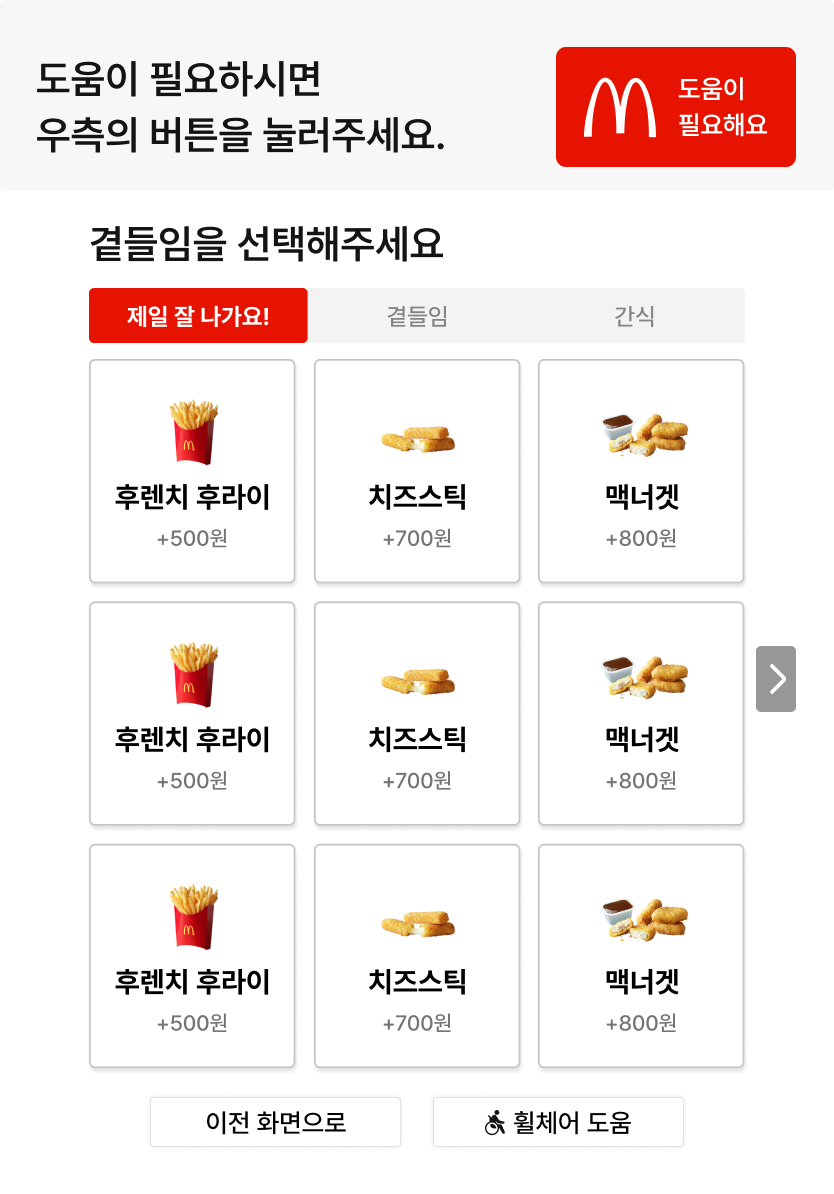 도움이 필요하시면
우측의 버튼을 눌러주세요.
도움이
필요해요
곁들임을 선택해주세요
제일 잘 나가요! 곁들임 간식
후렌치 후라이 치즈스틱 맥너겟
+500원 +700원 +800원
후렌치 후라이 치즈스틱 맥너겟
+500원 +700원 +800원
후렌치 후라이 치즈스틱 맥너겟
+500원 +700원 +800원
이전 화면으로 휠체어 도움